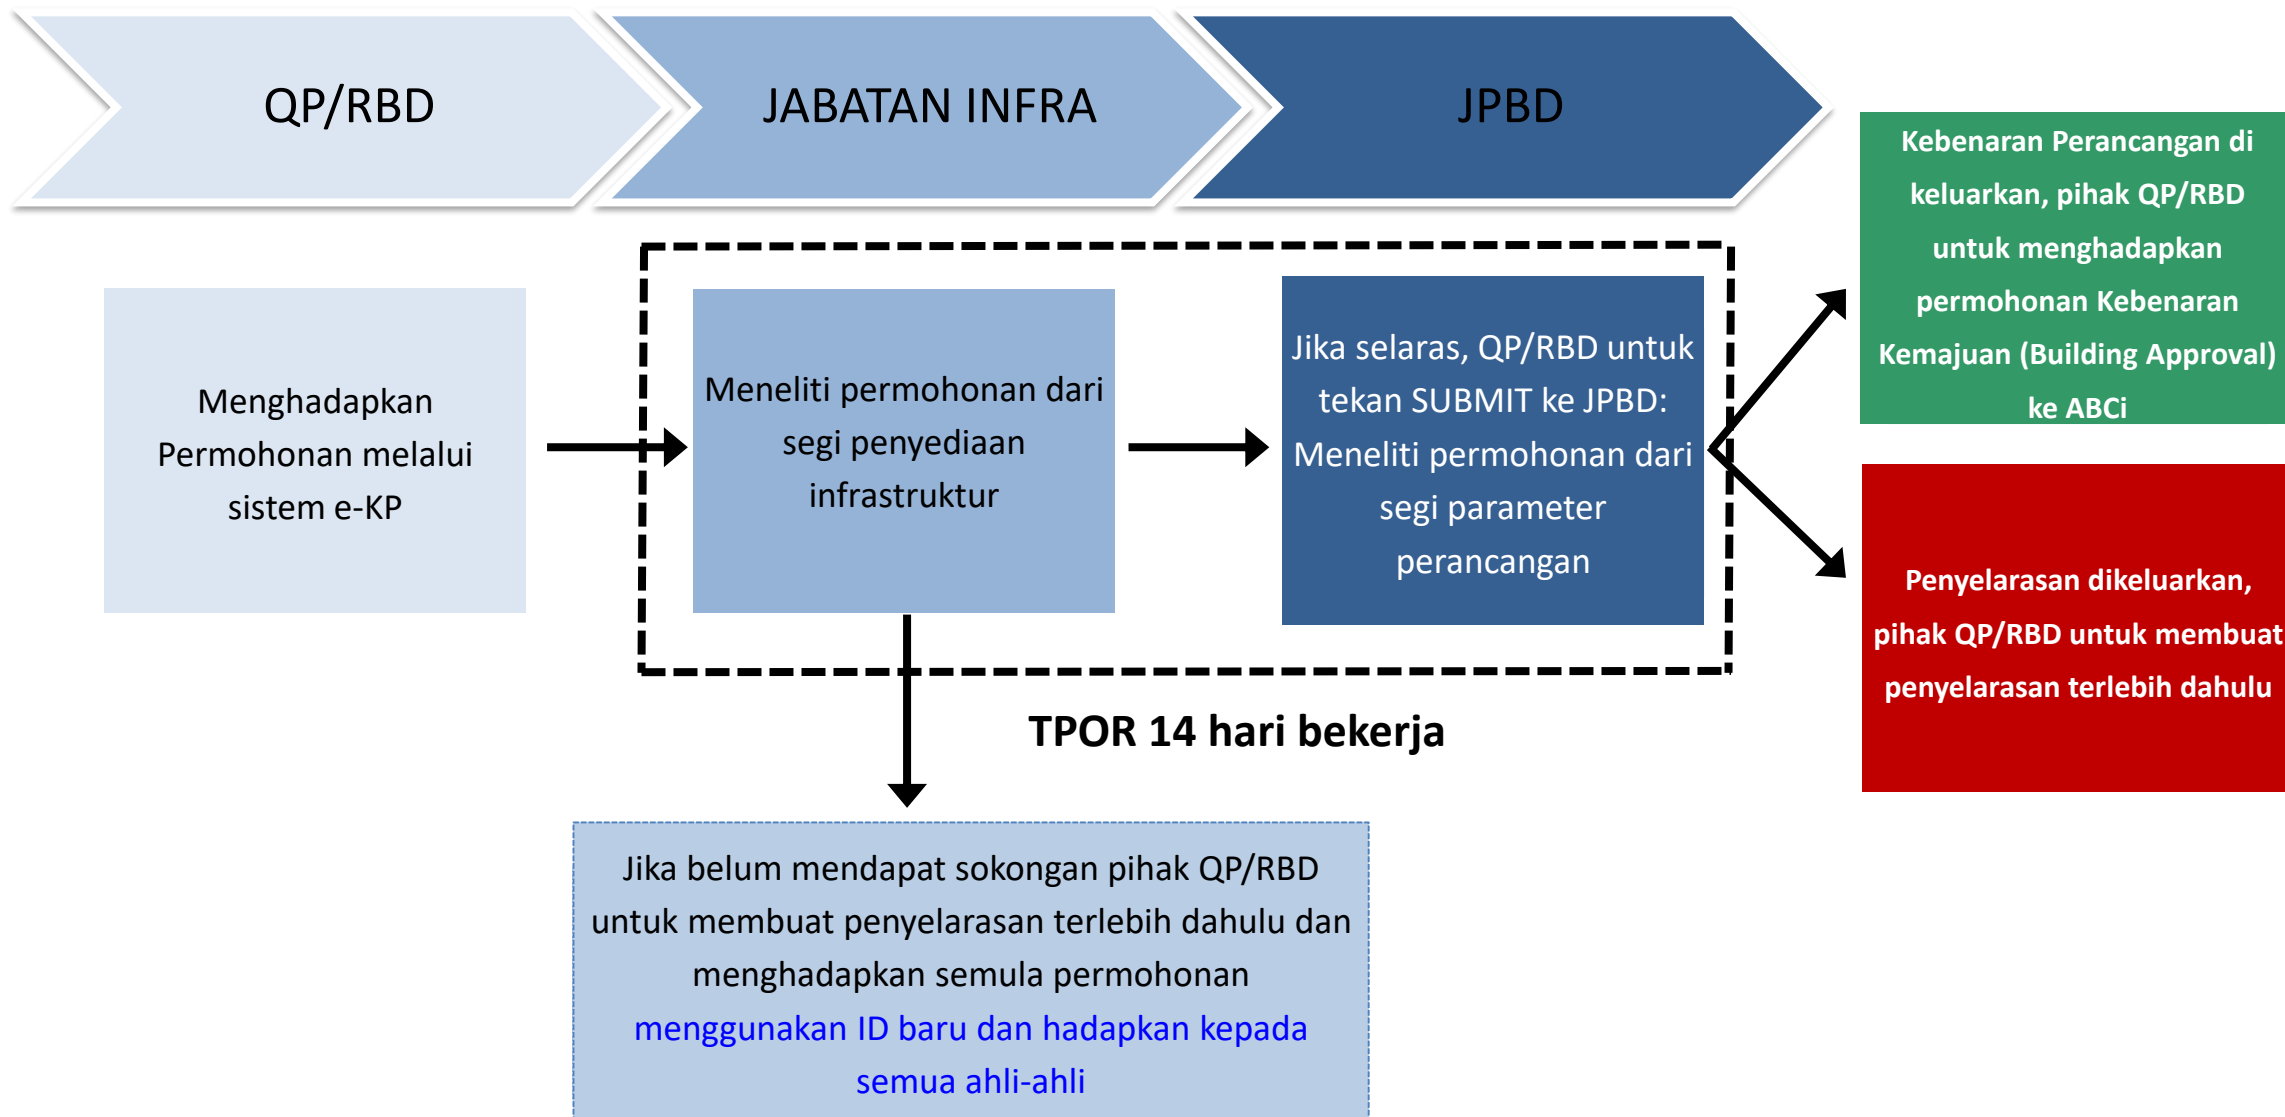 QP/RBD
JABATAN INFRA
JPBD
Menghadapkan
Permohonan melalui
sistem e-KP
Meneliti permohonan dari
segi penyediaan
infrastruktur
Jika selaras, QP/RBD untuk
tekan SUBMIT ke JPBD:
Meneliti permohonan dari
segi parameter
perancangan
Kebenaran Perancangan di
keluarkan, pihak QP/RBD
untuk menghadapkan
permohonan Kebenaran
Kemajuan (Building Approval)
ke ABCi
Penyelarasan dikeluarkan,
pihak QP/RBD untuk membuat
penyelarasan terlebih dahulu
TPOR 14 hari bekerja
Jika belum mendapat sokongan pihak QP/RBD
untuk membuat penyelarasan terlebih dahulu dan
menghadapkan semula permohonan
menggunakan ID baru dan hadapkan kepada
semua ahli-ahli